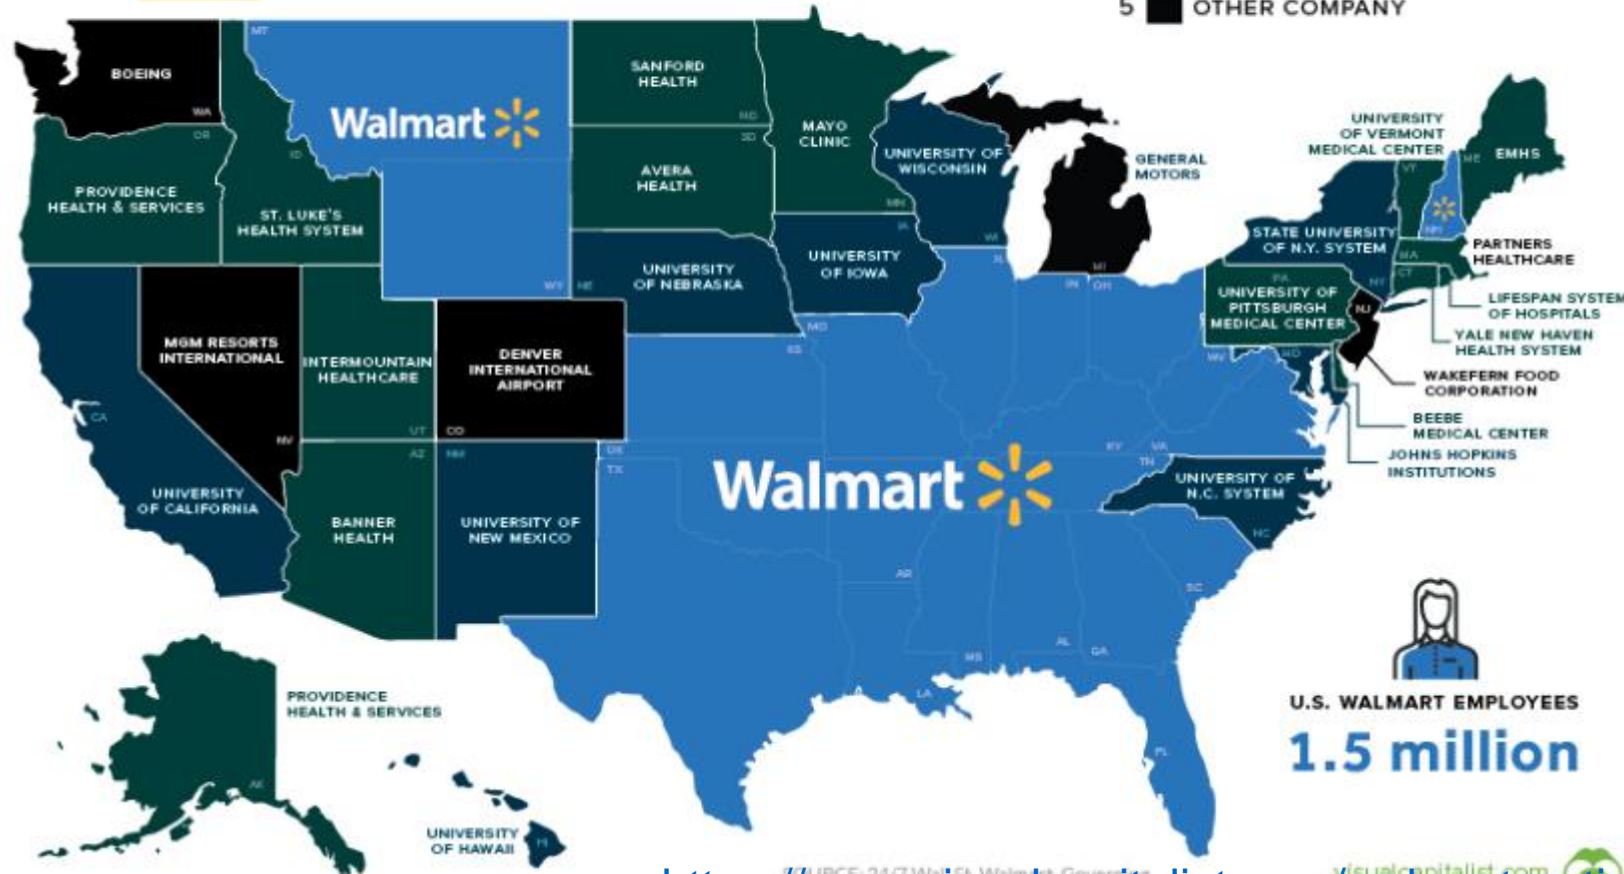 5 OTHER COMPANY
MT
BOEING
WA
OR
ID
Walmart
SANFORD
HEALTH
ND
SD
MAYO
CLINIC
MN
AVERA
HEALTH
UNIVERSITY OF
WISCONSIN
WI
GENERAL
MOTORS
MI
UNIVERSITY
OF VERMONT
MEDICAL CENTER
VT
ME
EMHS
NH
PROVIDENCE
HEALTH & SERVICES
ST. LUKE'S
HEALTH SYSTEM
STATE UNIVERSITY
OF N.Y. SYSTEM
NY
MA
CT
PARTNERS
HEALTHCARE
IA
UNIVERSITY
OF IOWA
UNIVERSITY
OF NEBRASKA
WY
NE
IL
IN
OH
PA
UNIVERSITY OF
PITTSBURGH
MEDICAL CENTER
NJ
LIFESPAN SYSTEM
OF HOSPITALS
YALE NEW HAVEN
HEALTH SYSTEM
MGM RESORTS
INTERNATIONAL
NV
INTERMOUNTAIN
HEALTHCARE
UT
DENVER
INTERNATIONAL
AIRPORT
CO
MO
KS
WV
MD
WAKEFERN FOOD
CORPORATION
BEEBE
MEDICAL CENTER
JOHNS HOPKINS
INSTITUTIONS
CA
UNIVERSITY
OF CALIFORNIA
AZ
BANNER
HEALTH
NM
UNIVERSITY OF
NEW MEXICO
OK
TX
Walmart
KY
VA
TN
UNIVERSITY OF
N.C. SYSTEM
NC
AR
SC
MS
AL
GA
LA
FL
U.S. WALMART EMPLOYEES
1.5 million
PROVIDENCE
HEALTH & SERVICES
AK
UNIVERSITY
OF HAWAII
HI
visualcapitalist.com